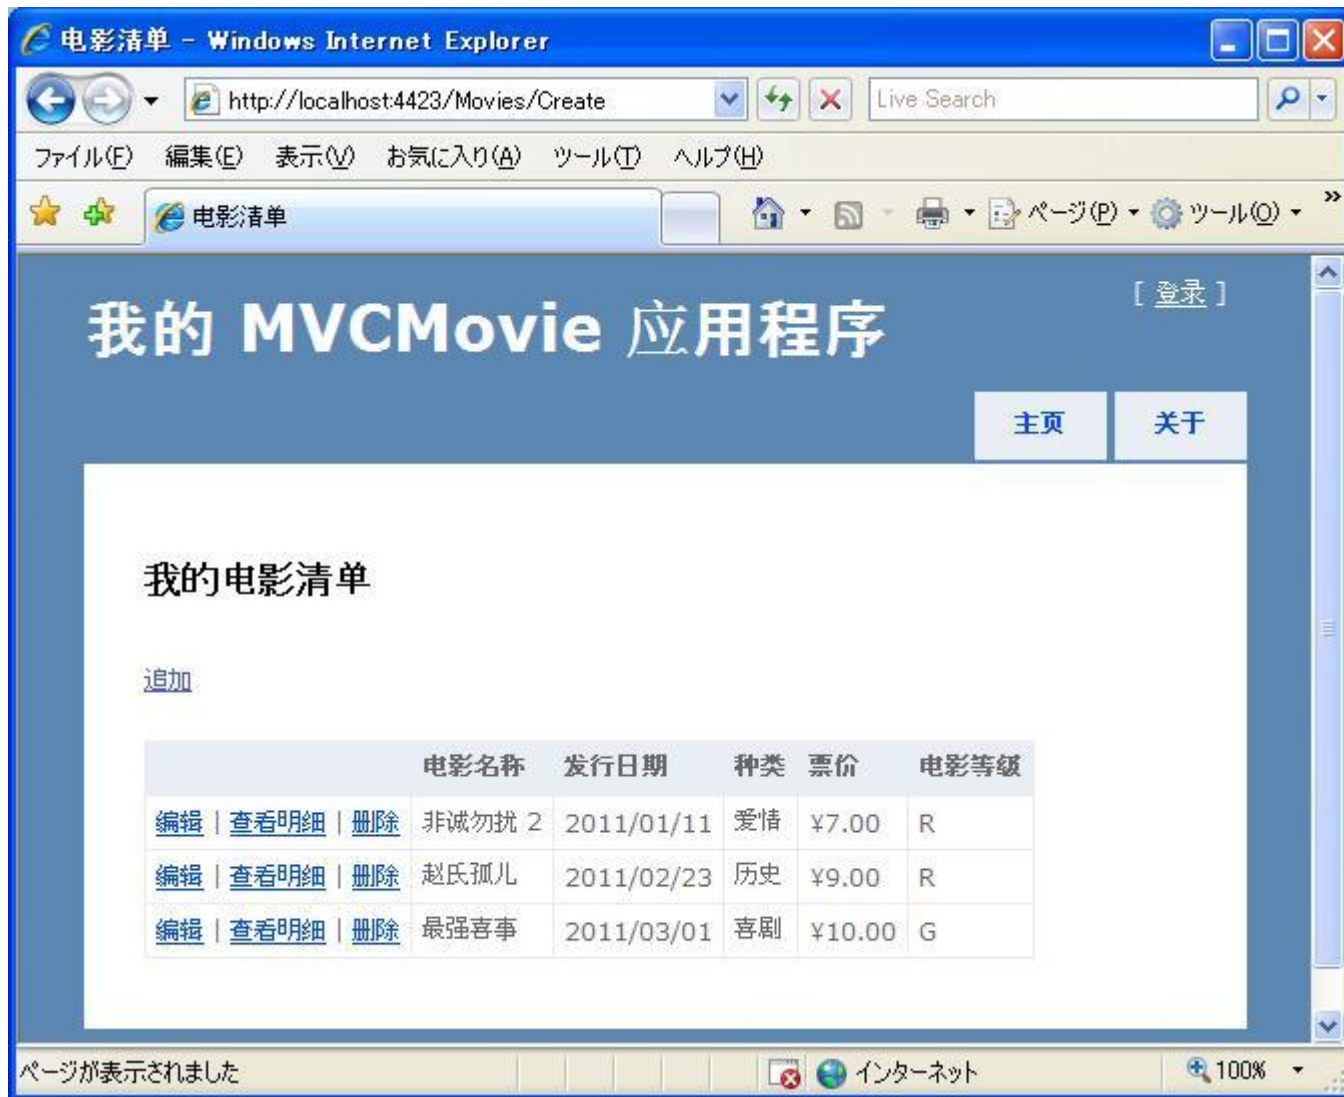 电影清单 - Windows Internet Explorer
http://localhost:4423/Movies/Create
Live Search
ファイル(F) 編集(E) 表示(V) お気に入り(A) ツール(T) ヘルプ(H)
电影清单
ページ(P) ツール(O) »
[ 登录 ]
我的 MVCMovie 应用程序
主页 关于
我的电影清单
追加
电影名称 发行日期 种类 票价 电影等级
编辑 | 查看明细 | 删除 非诚勿扰 2 2011/01/11 爱情 ¥7.00 R
编辑 | 查看明细 | 删除 赵氏孤儿 2011/02/23 历史 ¥9.00 R
编辑 | 查看明细 | 删除 最强喜事 2011/03/01 喜剧 ¥10.00 G
ページが表示されました インターネット 100%